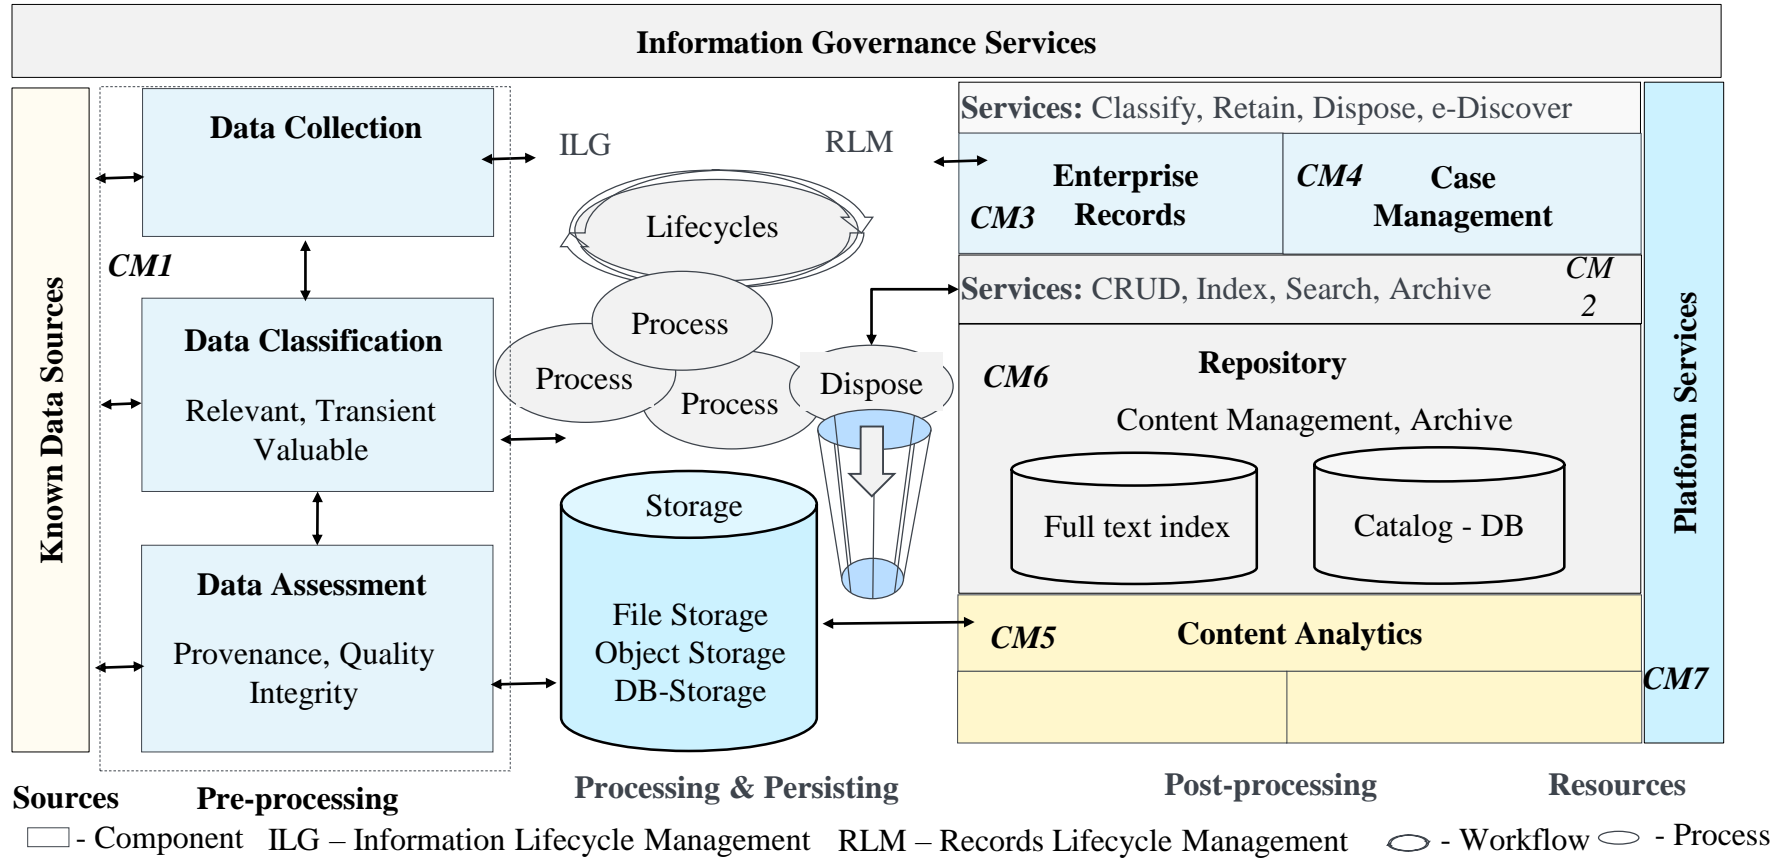 Information Governance Services
Known Data Sources
Data Collection
CM1
Data Classification
Relevant, Transient
Valuable
Data Assessment
Provenance, Quality
Integrity
ILG
RLM
Lifecycles
Process
Process
Process
Dispose
Storage
File Storage
Object Storage
DB-Storage
Services: Classify, Retain, Dispose, e-Discover
Enterprise
Records
CM3
CM4
Case
Management
Services: CRUD, Index, Search, Archive
CM
2
CM6
Repository
Content Management, Archive
Full text index
Catalog - DB
CM5
Content Analytics
Platform Services
CM7
Sources
Pre-processing
Processing & Persisting
Post-processing
Resources
- Component
ILG – Information Lifecycle Management
RLM – Records Lifecycle Management
- Workflow
- Process